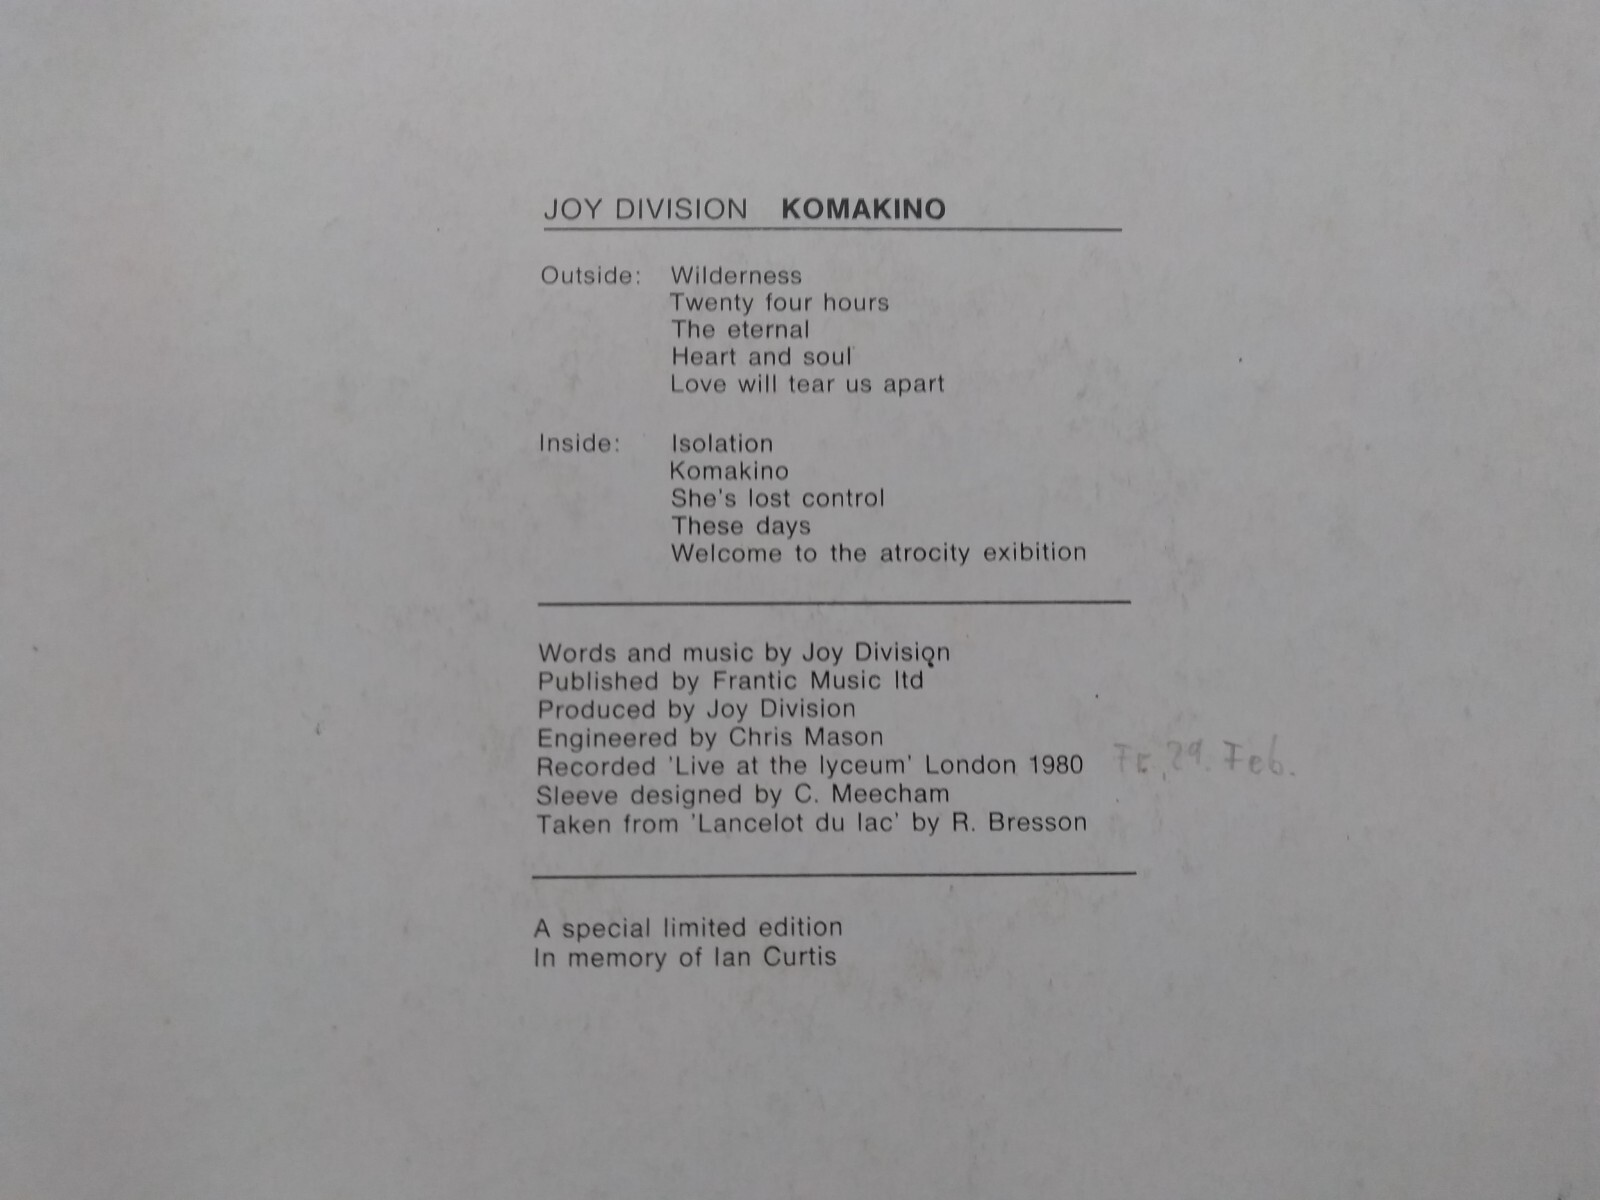 JOY DIVISION KOMAKINO
Outside: Wilderness
Twenty four hours
The eternal
Heart and soul
Love will tear us apart
Inside: Isolation
Komakino
She's lost control
These days
Welcome to the atrocity exibition
Words and music by Joy Division
Published by Frantic Music ltd
Produced by Joy Division
Engineered by Chris Mason
Recorded 'Live at the lyceum' London 1980 Fr. 29. Feb.
Sleeve designed by C. Meecham
Taken from 'Lancelot du lac' by R. Bresson
A special limited edition
In memory of Ian Curtis